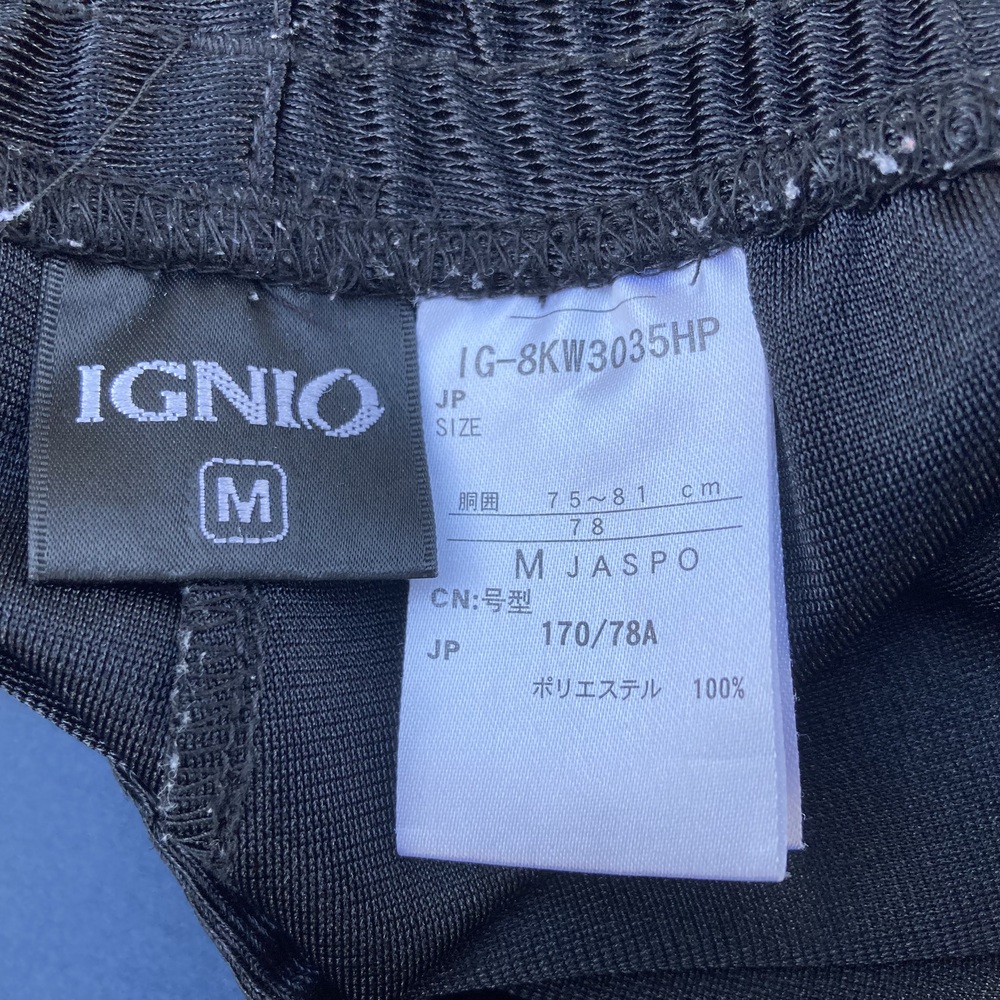 IGNIO
M
IG-8KW3035HP
JP
SIZE
胴囲 75~81 cm
78
M JASPO
CN:号型
170/78A
JP
ポリエステル 100%